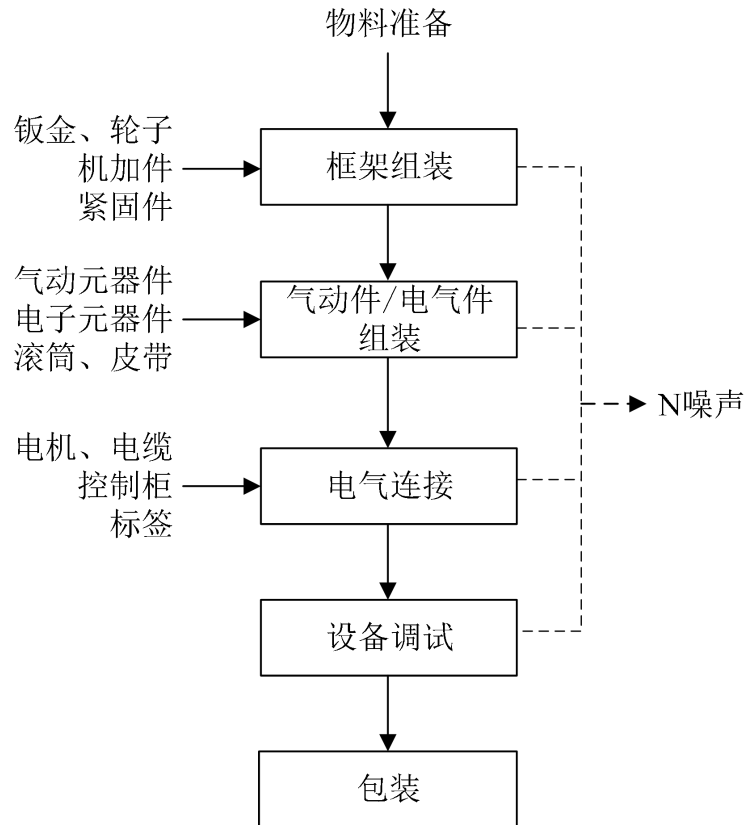 物料准备
钣金、轮子
机加件
紧固件
框架组装
气动元器件
电子元器件
滚筒、皮带
气动件/电气件
组装
N噪声
电机、电缆
控制柜
标签
电气连接
设备调试
包装